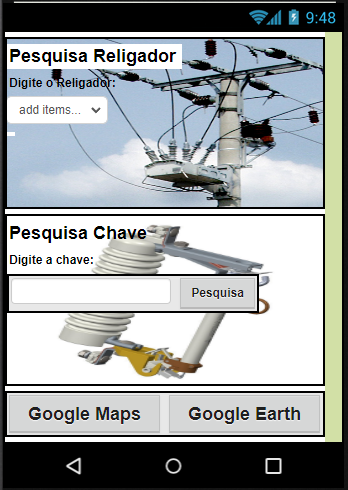 9:48
Pesquisa Religador
Digite o Religador:
add items...
Pesquisa Chave
Digite a chave:
Pesquisa
Google Maps Google Earth